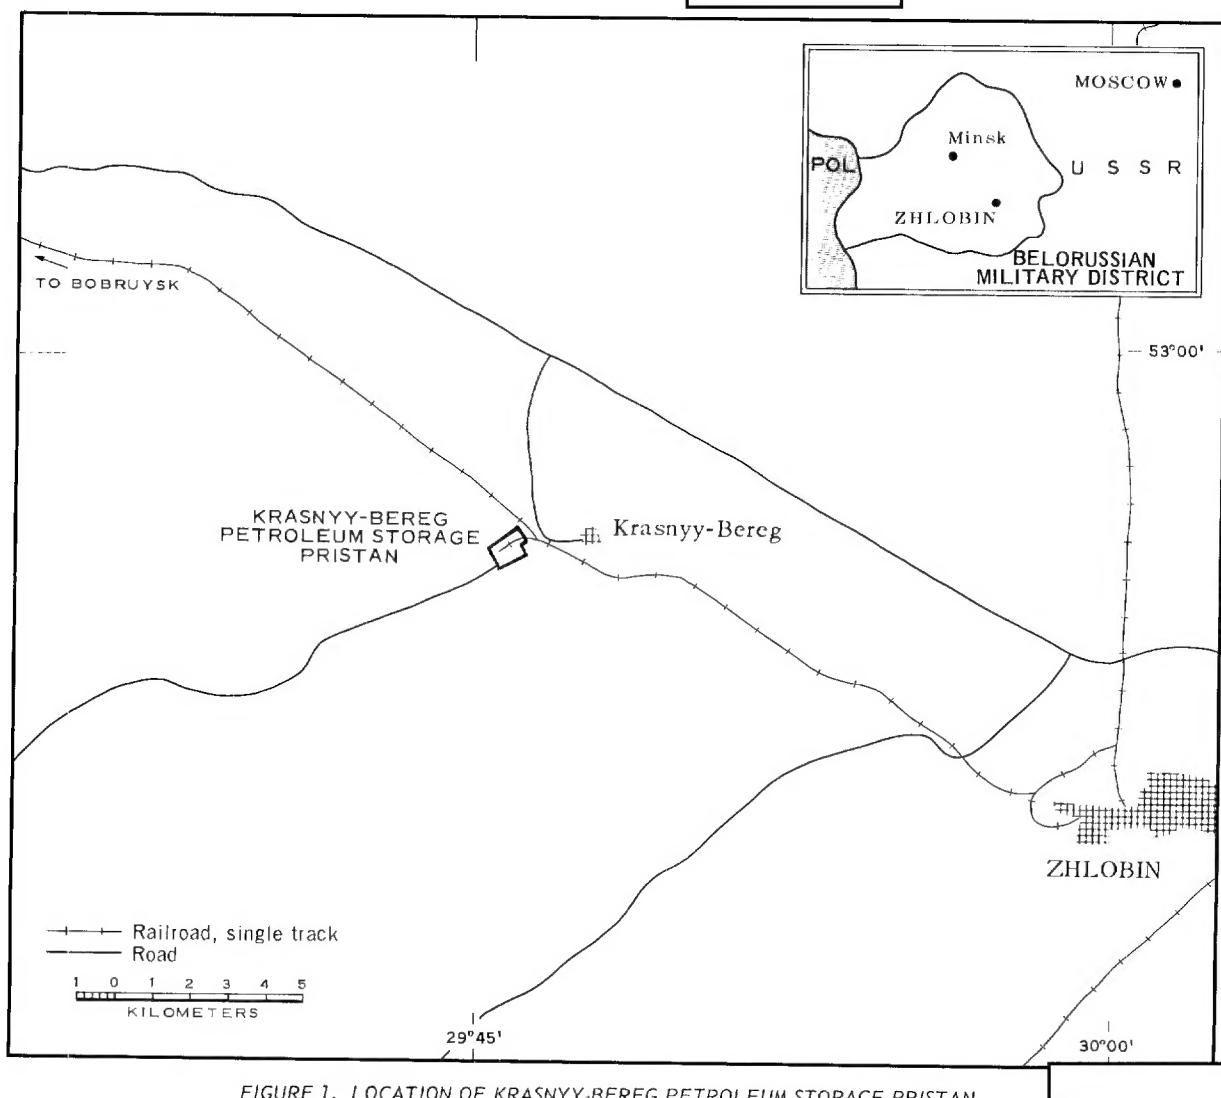 MOSCOW
Minsk
POL
U S S R
ZHLOBIN
BELORUSSIAN
MILITARY DISTRICT
TO BOBRUYSK
53°00'
KRASNYY-BEREG
PETROLEUM STORAGE
PRISTAN
Krasnyy-Bereg
ZHLOBIN
Railroad, single track
Road
1 0 1 2 3 4 5
KILOMETERS
29°45'
30°00'
FIGURE 1. LOCATION OF KRASNYY-BEREG PETROLEUM STORAGE PRISTAN